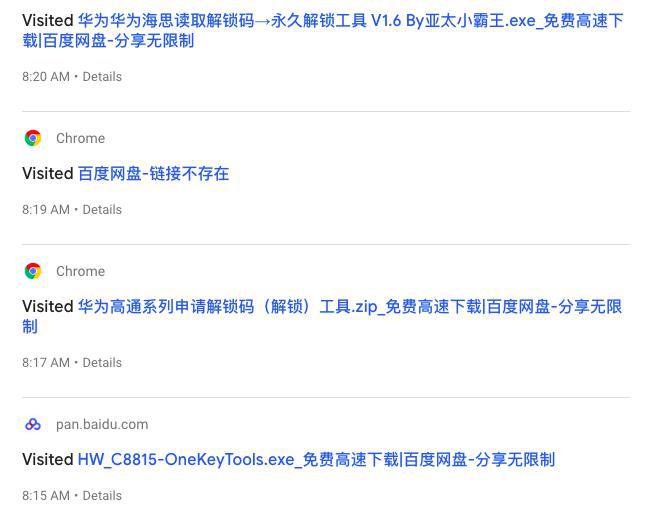 Visited 华为华为海思读取解锁码→永久解锁工具 V1.6 By亚太小霸王.exe_免费高速下
载|百度网盘-分享无限制
8:20 AM • Details
Chrome
Visited 百度网盘-链接不存在
8:19 AM • Details
Chrome
Visited 华为高通系列申请解锁码（解锁）工具.zip_免费高速下载|百度网盘-分享无限
制
8:17 AM • Details
pan.baidu.com
Visited HW_C8815-OneKeyTools.exe_免费高速下载|百度网盘-分享无限制
8:15 AM • Details